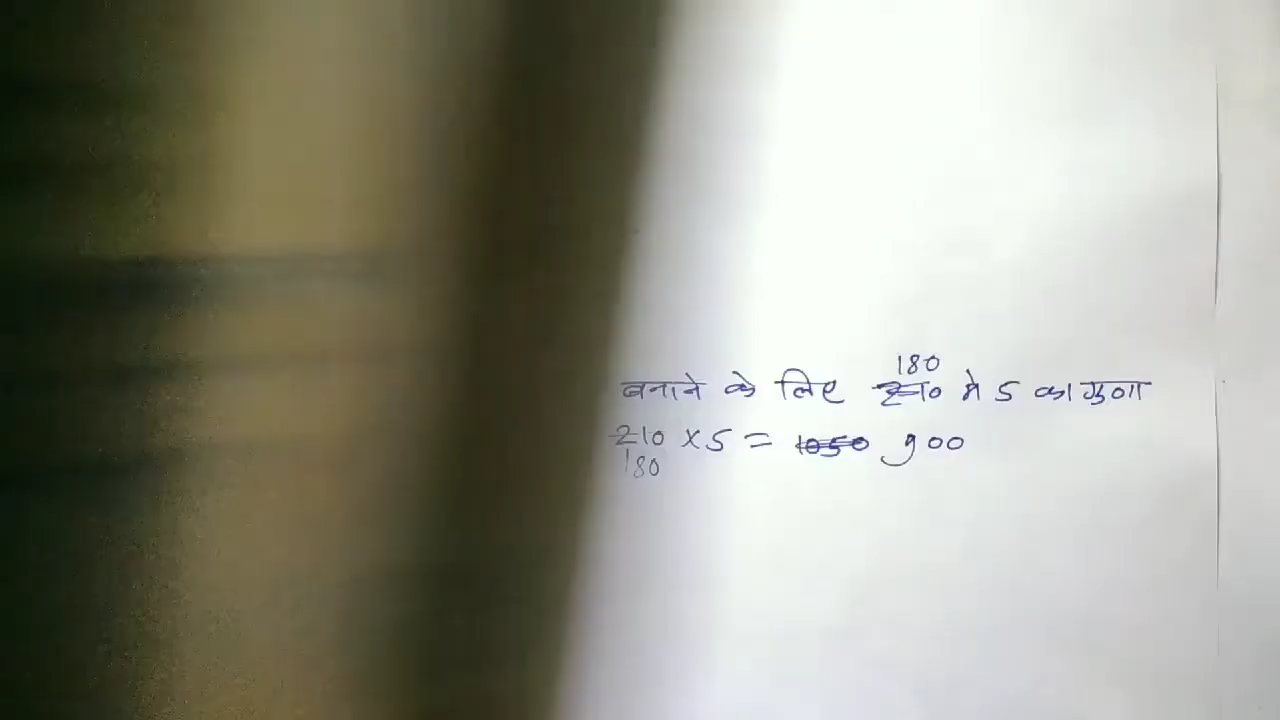 180
बनाने के लिए 210 मे 5 का गुणा
210 x 5 = 1050 900
180